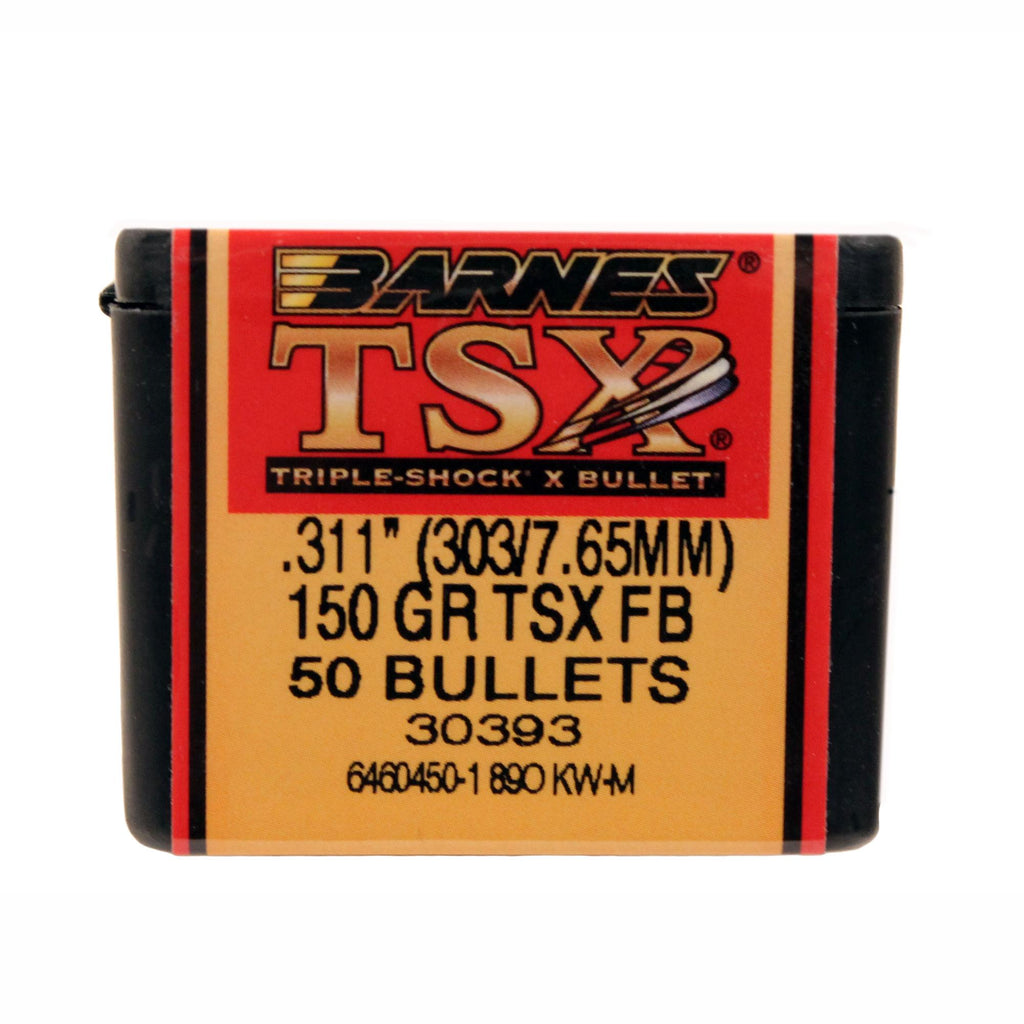 BARNES®
TSX®
TRIPLE-SHOCK X BULLET
.311" (303/7.65MM)
150 GR TSX FB
50 BULLETS
30393
6460450-1 890 KW-M